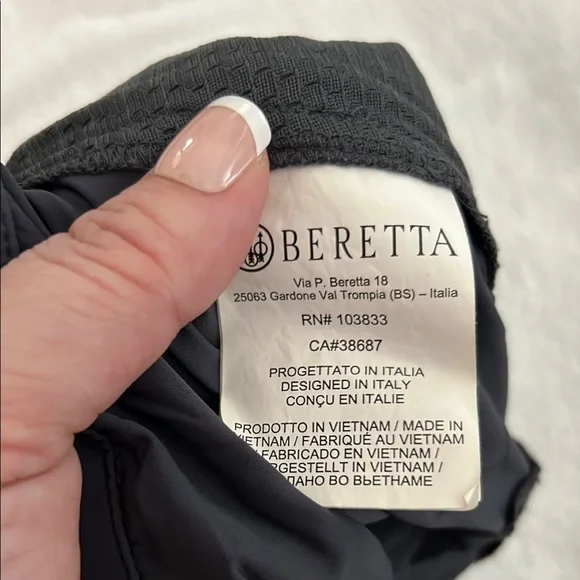 BERETTA
Via P. Beretta 18
25063 Gardone Val Trompia (BS) – Italia
RN# 103833
CA#38687
PROGETTATO IN ITALIA
DESIGNED IN ITALY
CONÇU EN ITALIE
PRODOTTO IN VIETNAM / MADE IN
VIETNAM / FABRIQUÉ AU VIETNAM
/ FABRICADO EN VIETNAM /
RGESTELLT IN VIETNAM /
ЛАНО ВО ВЬЕТНАМЕ